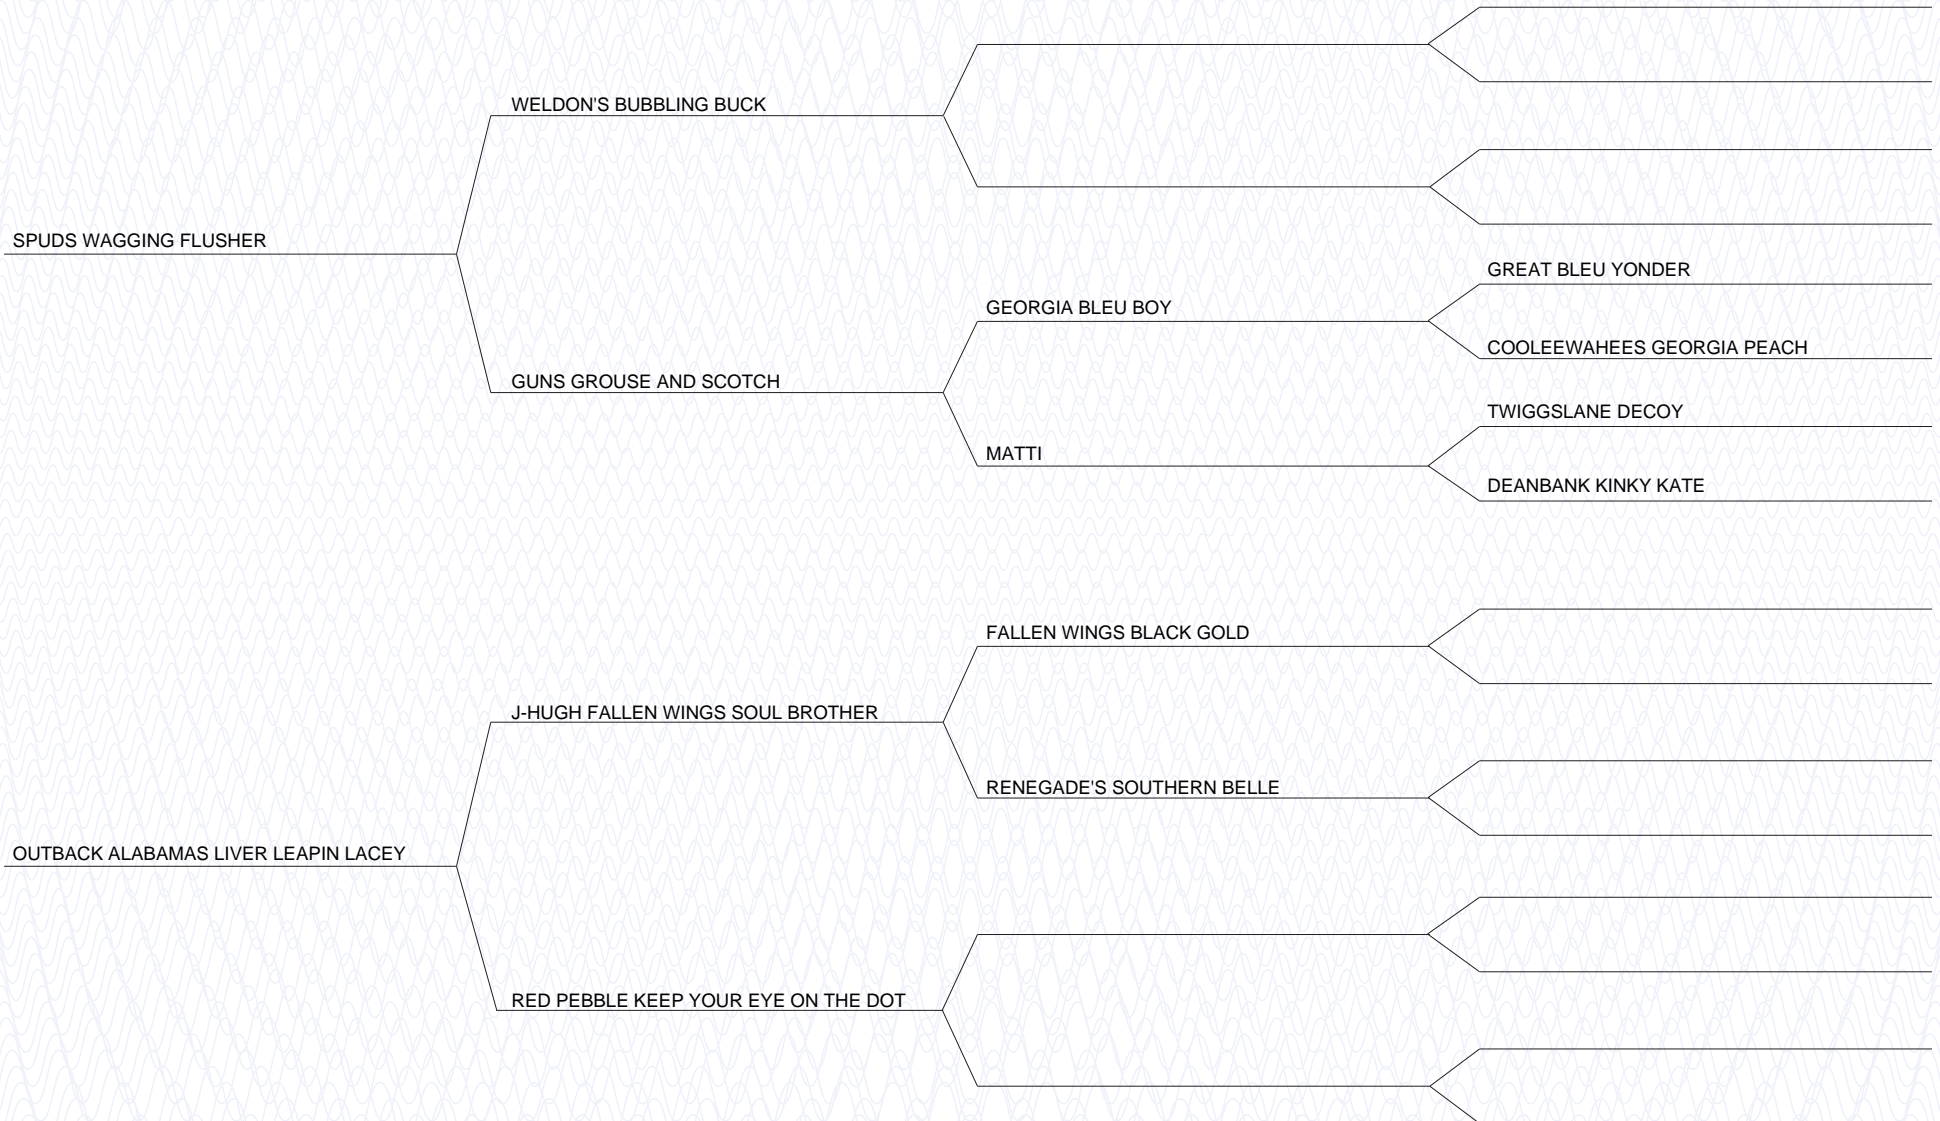 WELDON'S BUBBLING BUCK
SPUDS WAGGING FLUSHER
GREAT BLEU YONDER
GEORGIA BLEU BOY
COOLEEWAHEES GEORGIA PEACH
GUNS GROUSE AND SCOTCH
TWIGGSLANE DECOY
MATTI
DEANBANK KINKY KATE
FALLEN WINGS BLACK GOLD
J-HUGH FALLEN WINGS SOUL BROTHER
RENEGADE'S SOUTHERN BELLE
OUTBACK ALABAMAS LIVER LEAPIN LACEY
RED PEBBLE KEEP YOUR EYE ON THE DOT